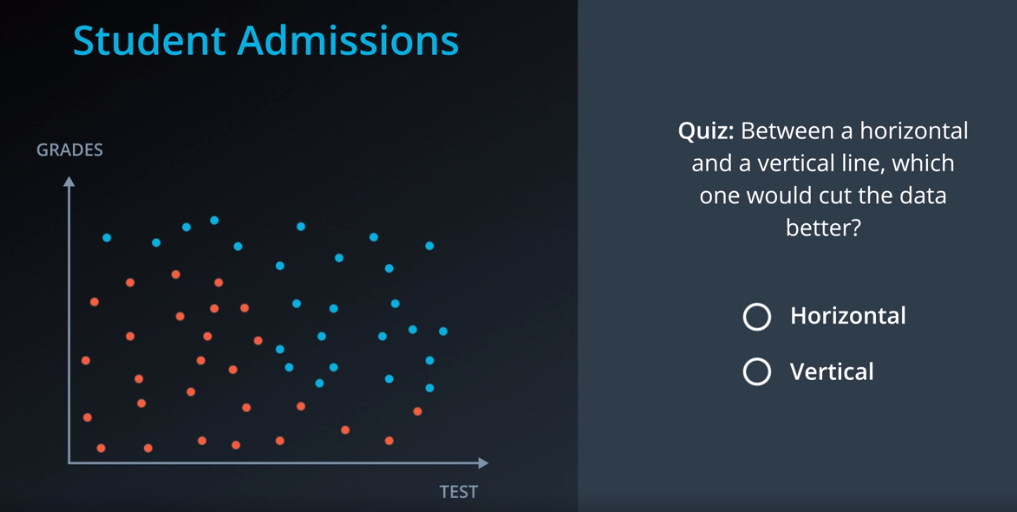 Student Admissions
GRADES
TEST
Quiz: Between a horizontal
and a vertical line, which
one would cut the data
better?
Horizontal
Vertical